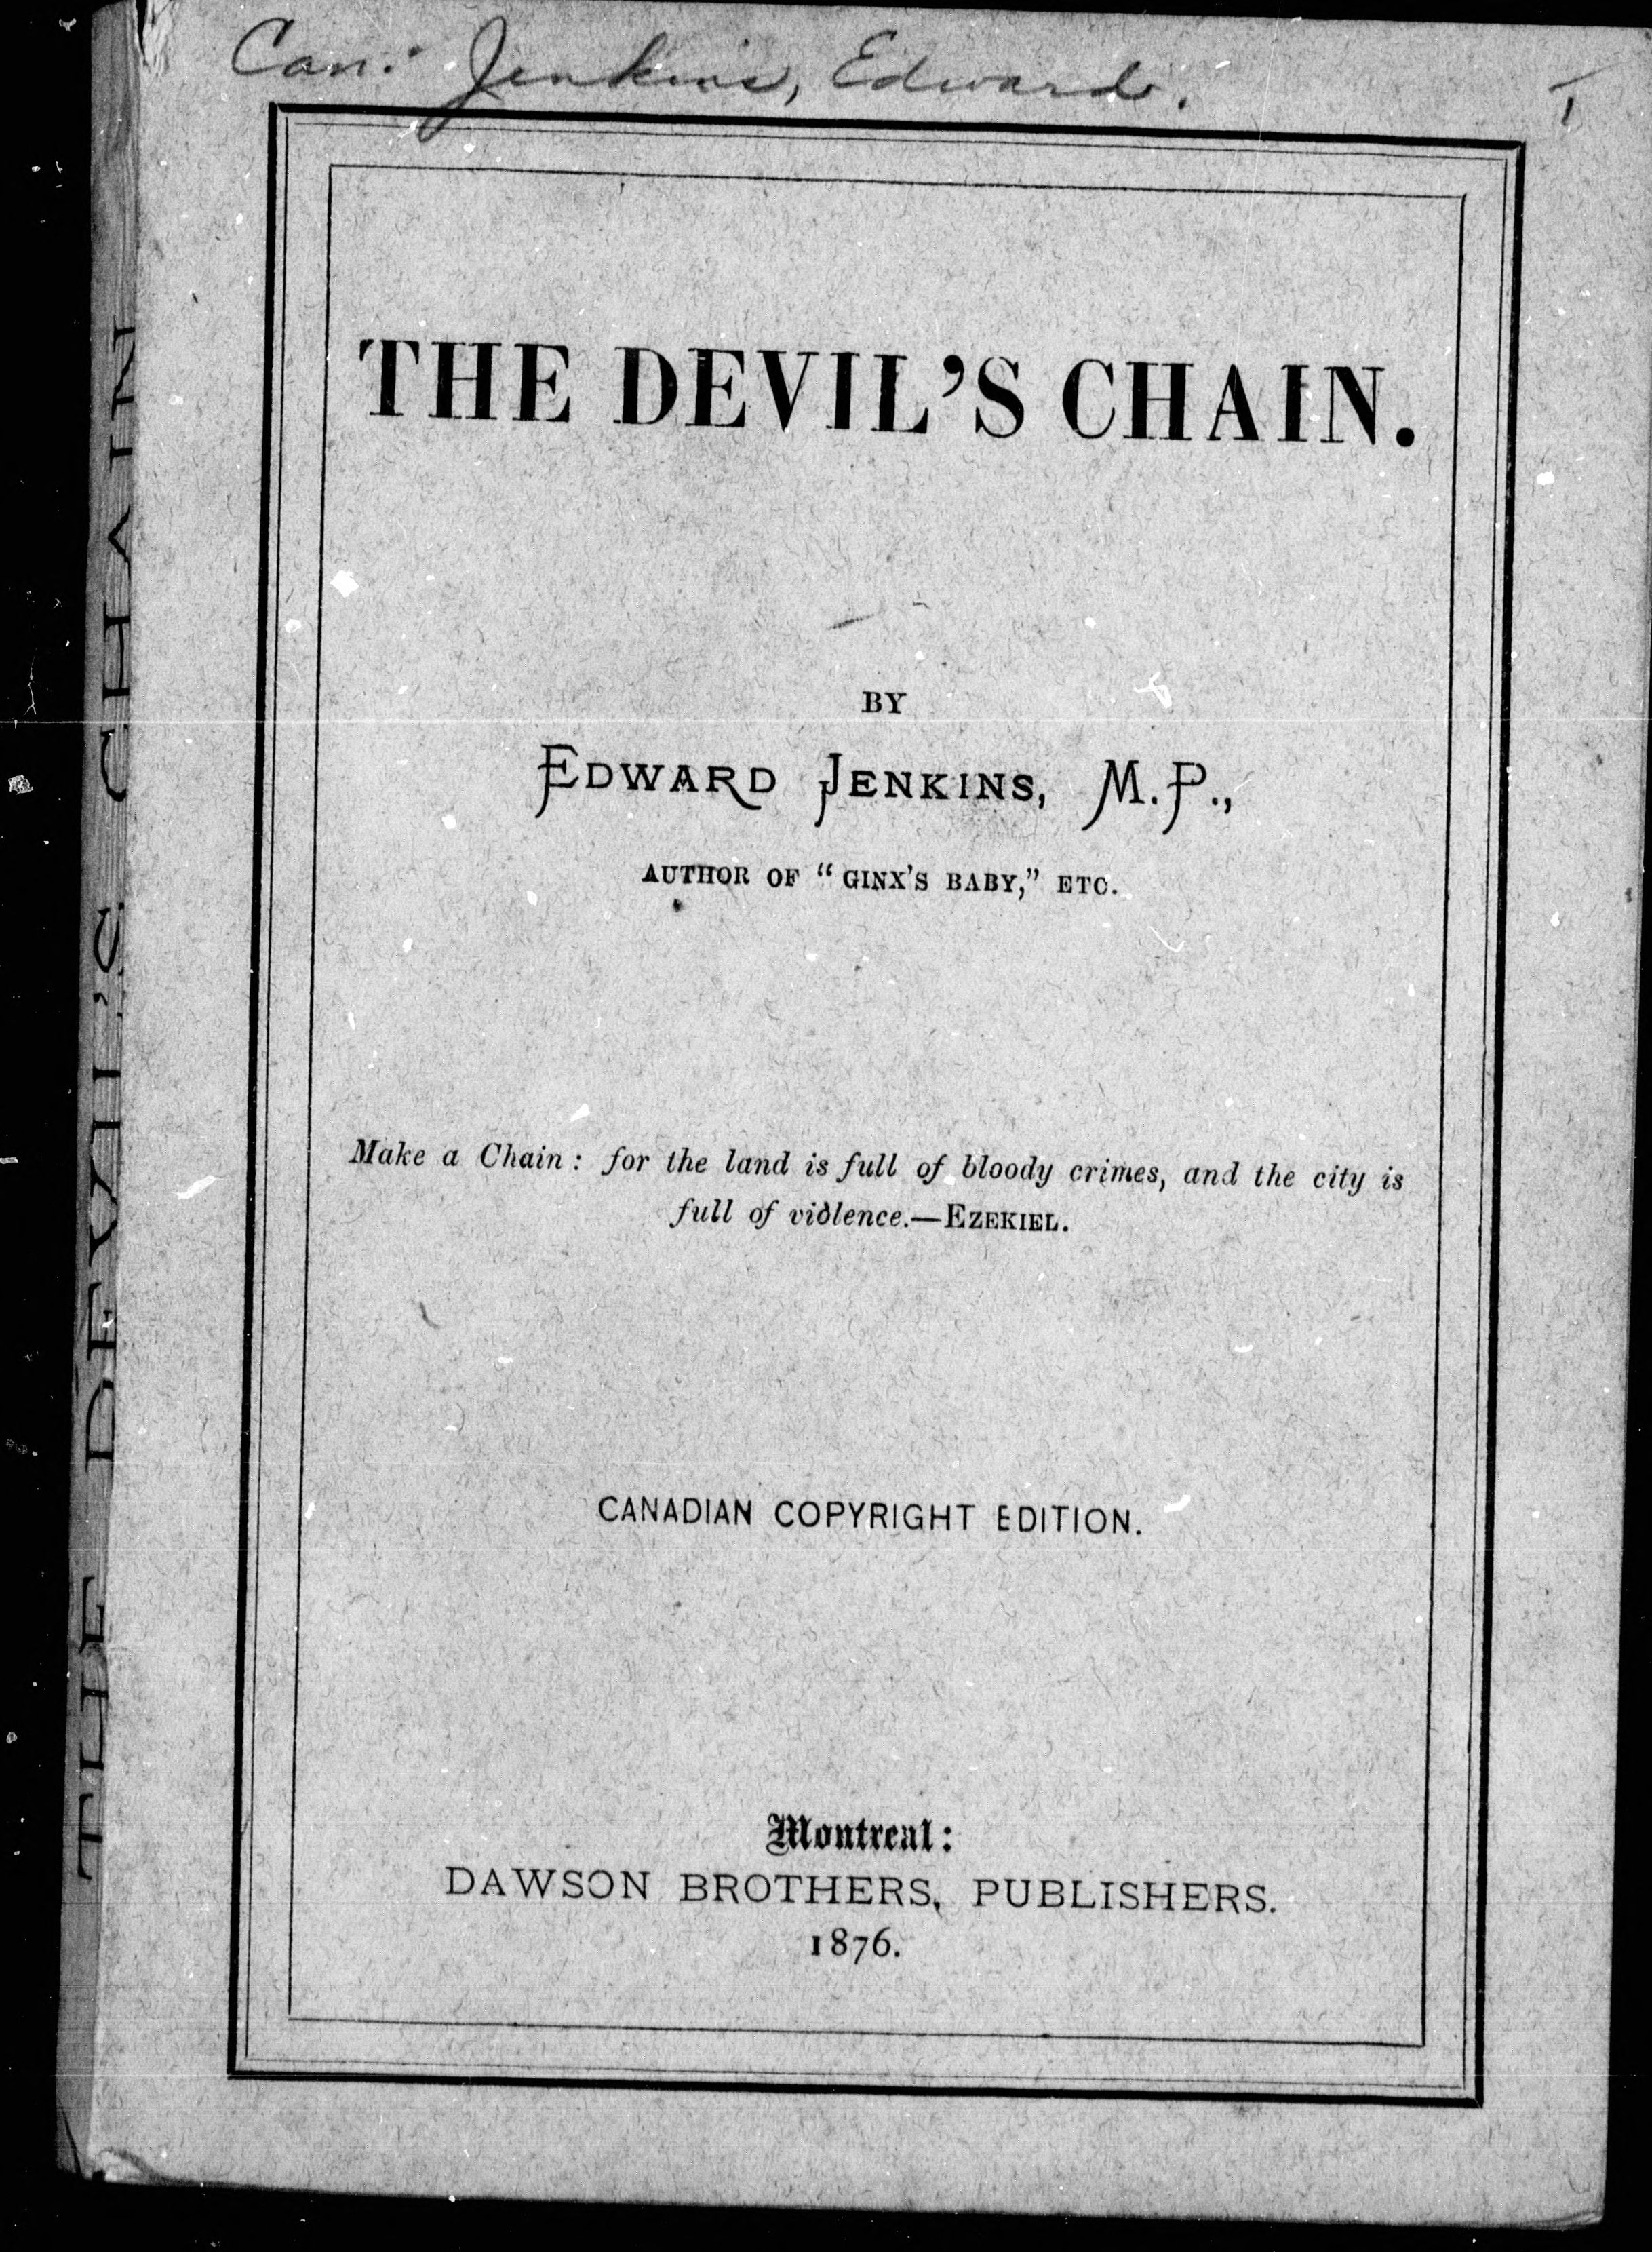 Can: Jenkins, Edward.
THE DEVIL'S CHAIN.
BY
EDWARD JENKINS, M.P.,
AUTHOR OF “GINX'S BABY,” ETC.
Make a Chain: for the land is full of bloody crimes, and the city is
full of violence.—EZEKIEL.
CANADIAN COPYRIGHT EDITION.
Montreal:
DAWSON BROTHERS, PUBLISHERS.
1876.
THE DEVIL'S CHAIN